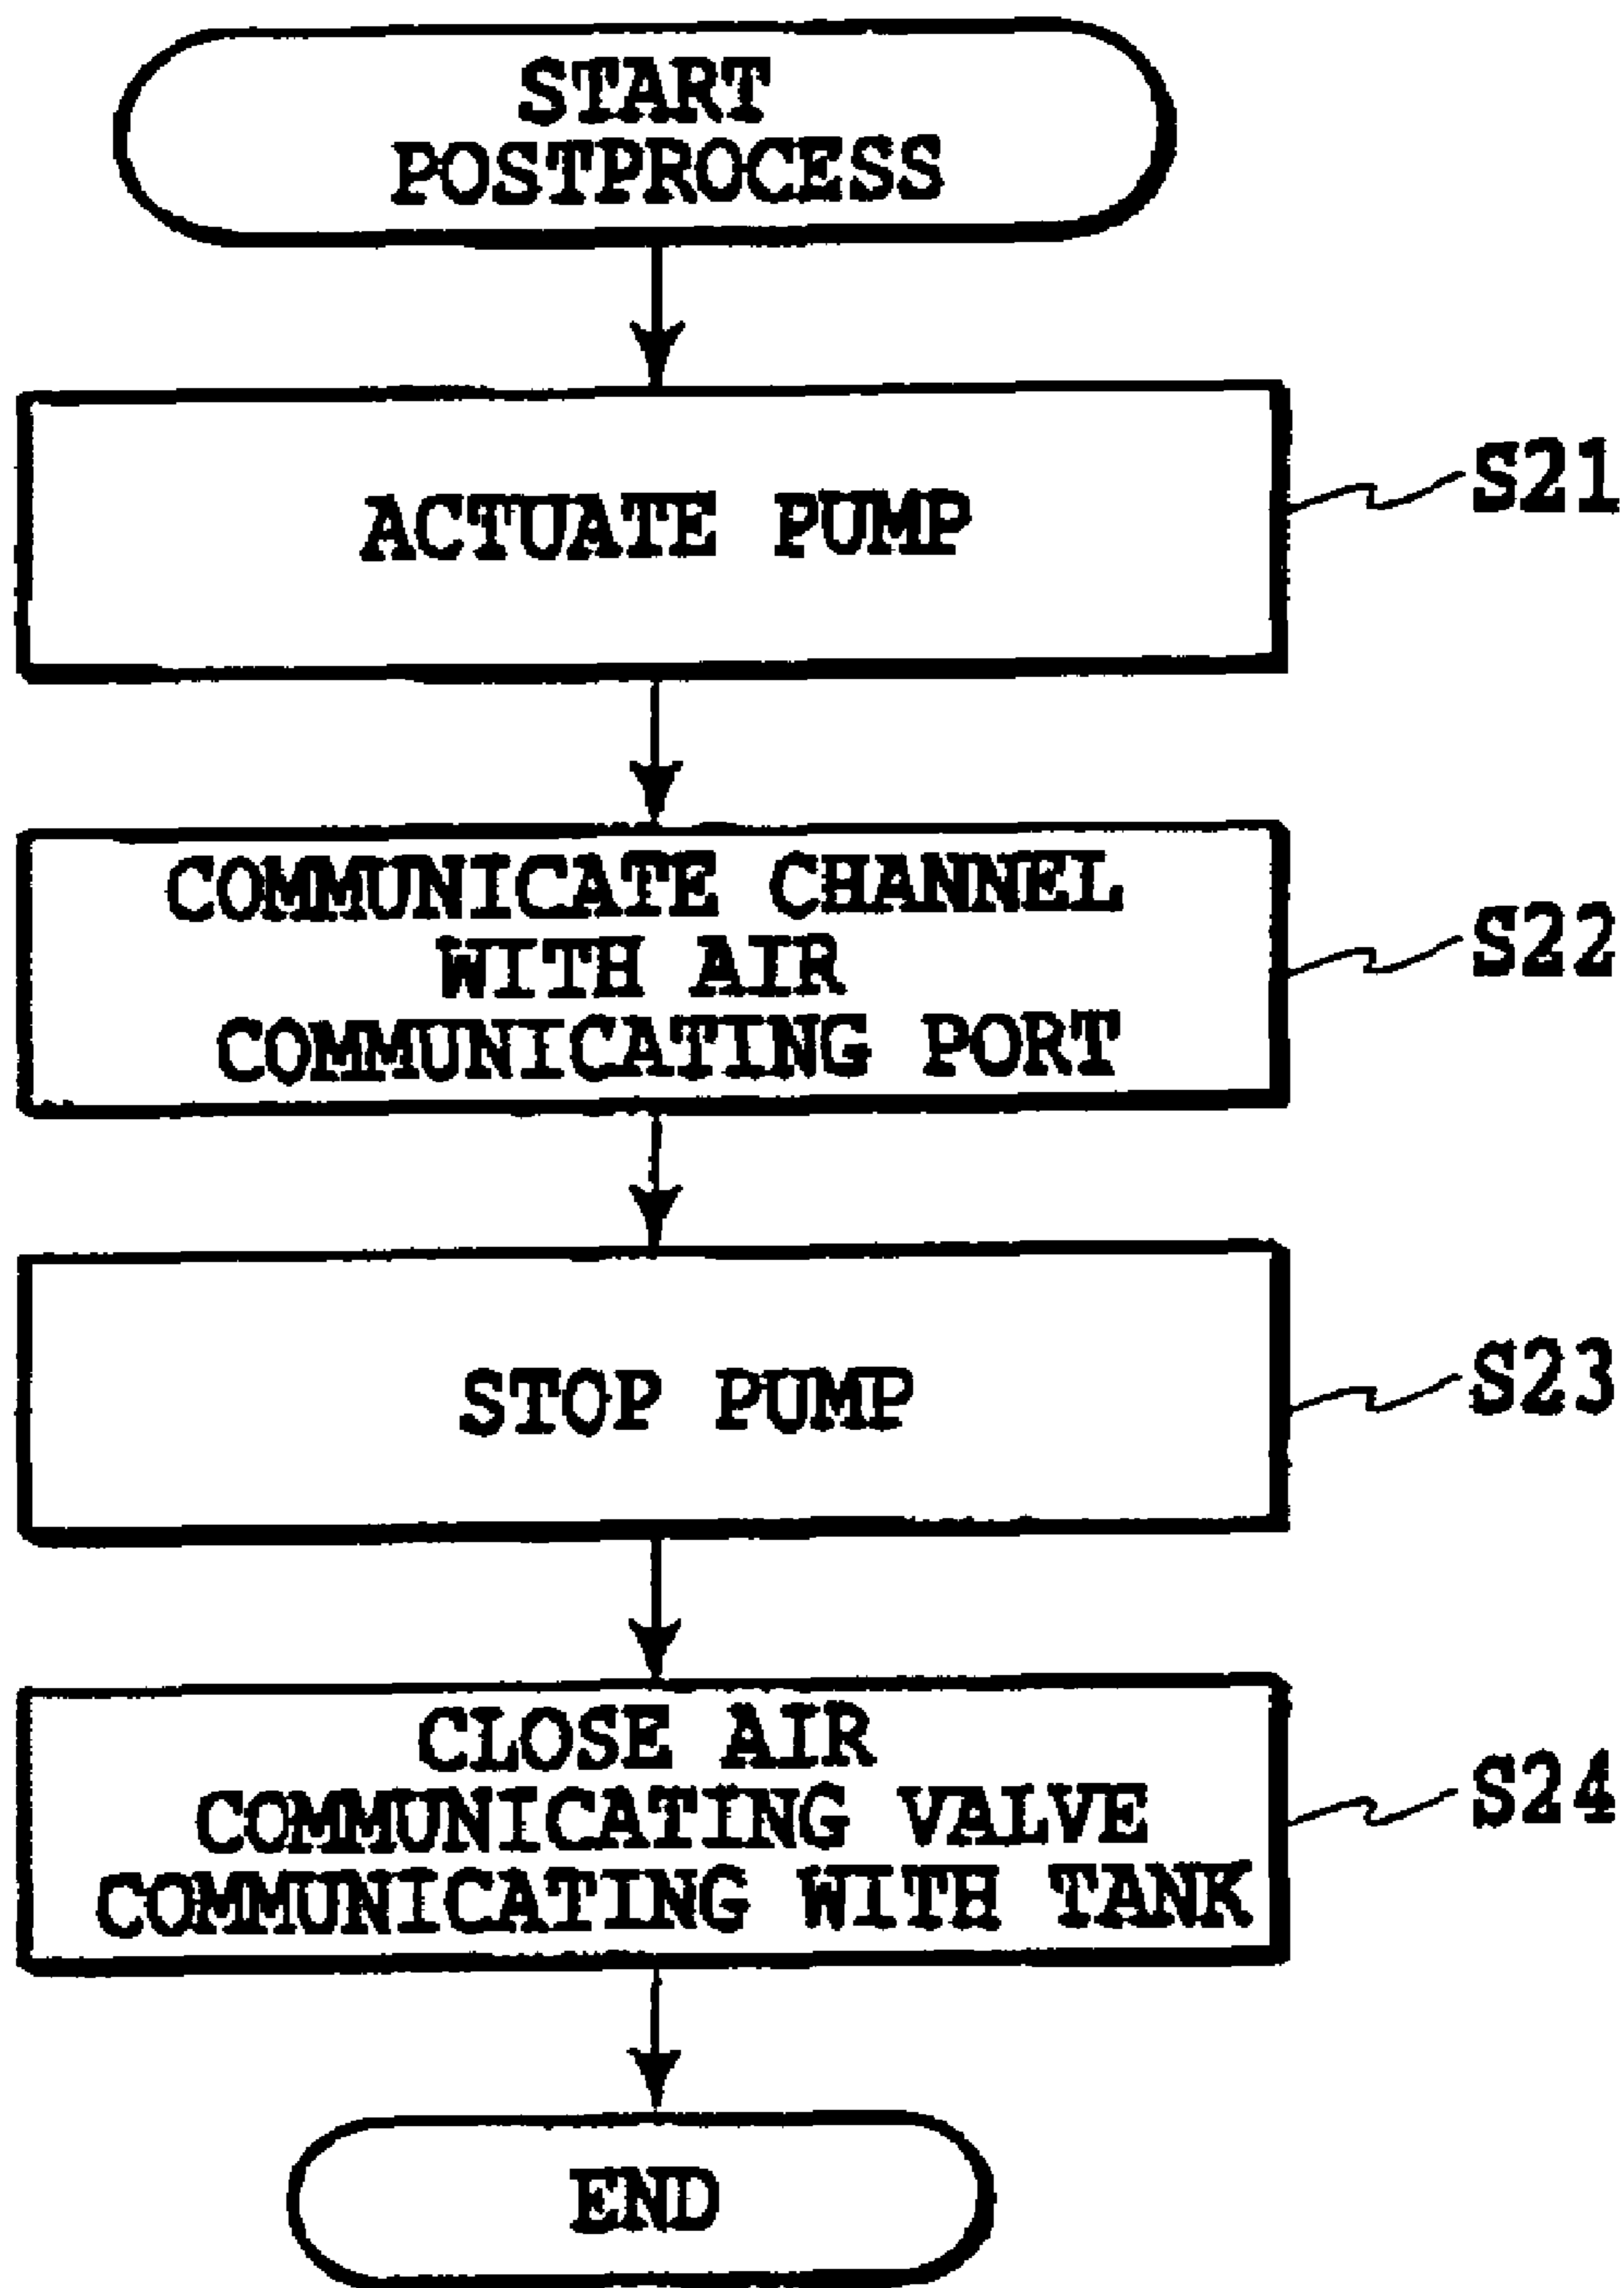 START
POSTPROCESS
ACTUATE PUMP
S21
COMMUNICATE CHANNEL
WITH AIR
COMMUNICATING PORT
S22
STOP PUMP
S23
CLOSE AIR
COMMUNICATING VALVE
COMMUNICATING WITH TANK
S24
END